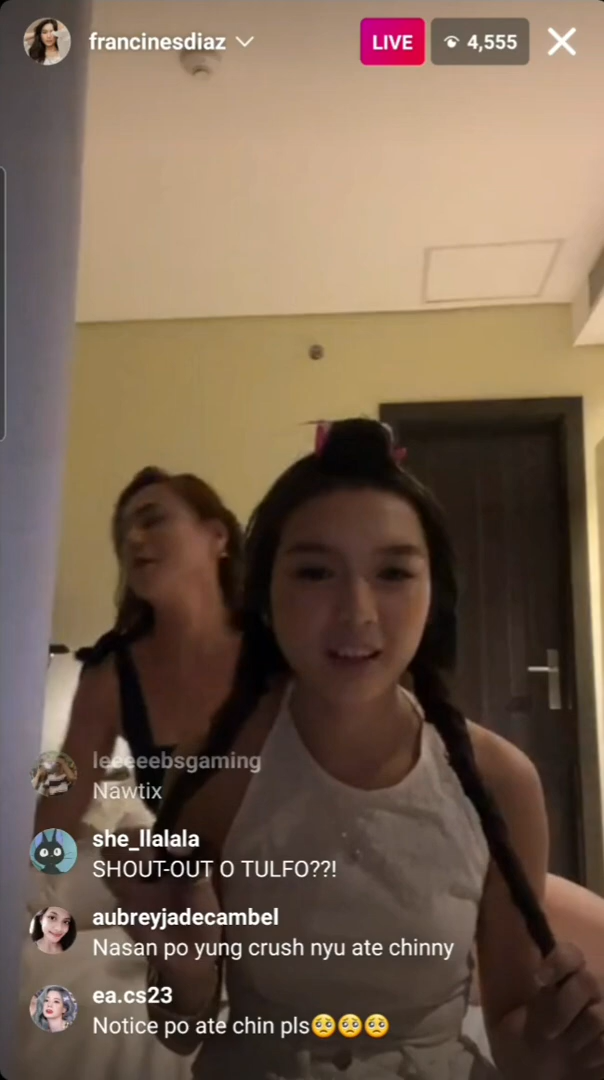 francinesdiaz
LIVE
4,555
leeeeebsgaming
Nawtix
she_llalala
SHOUT-OUT O TULFO??!
aubreyjadecambel
Nasan po yung crush nyu ate chinny
ea.cs23
Notice po ate chin pls🥺🥺🥺